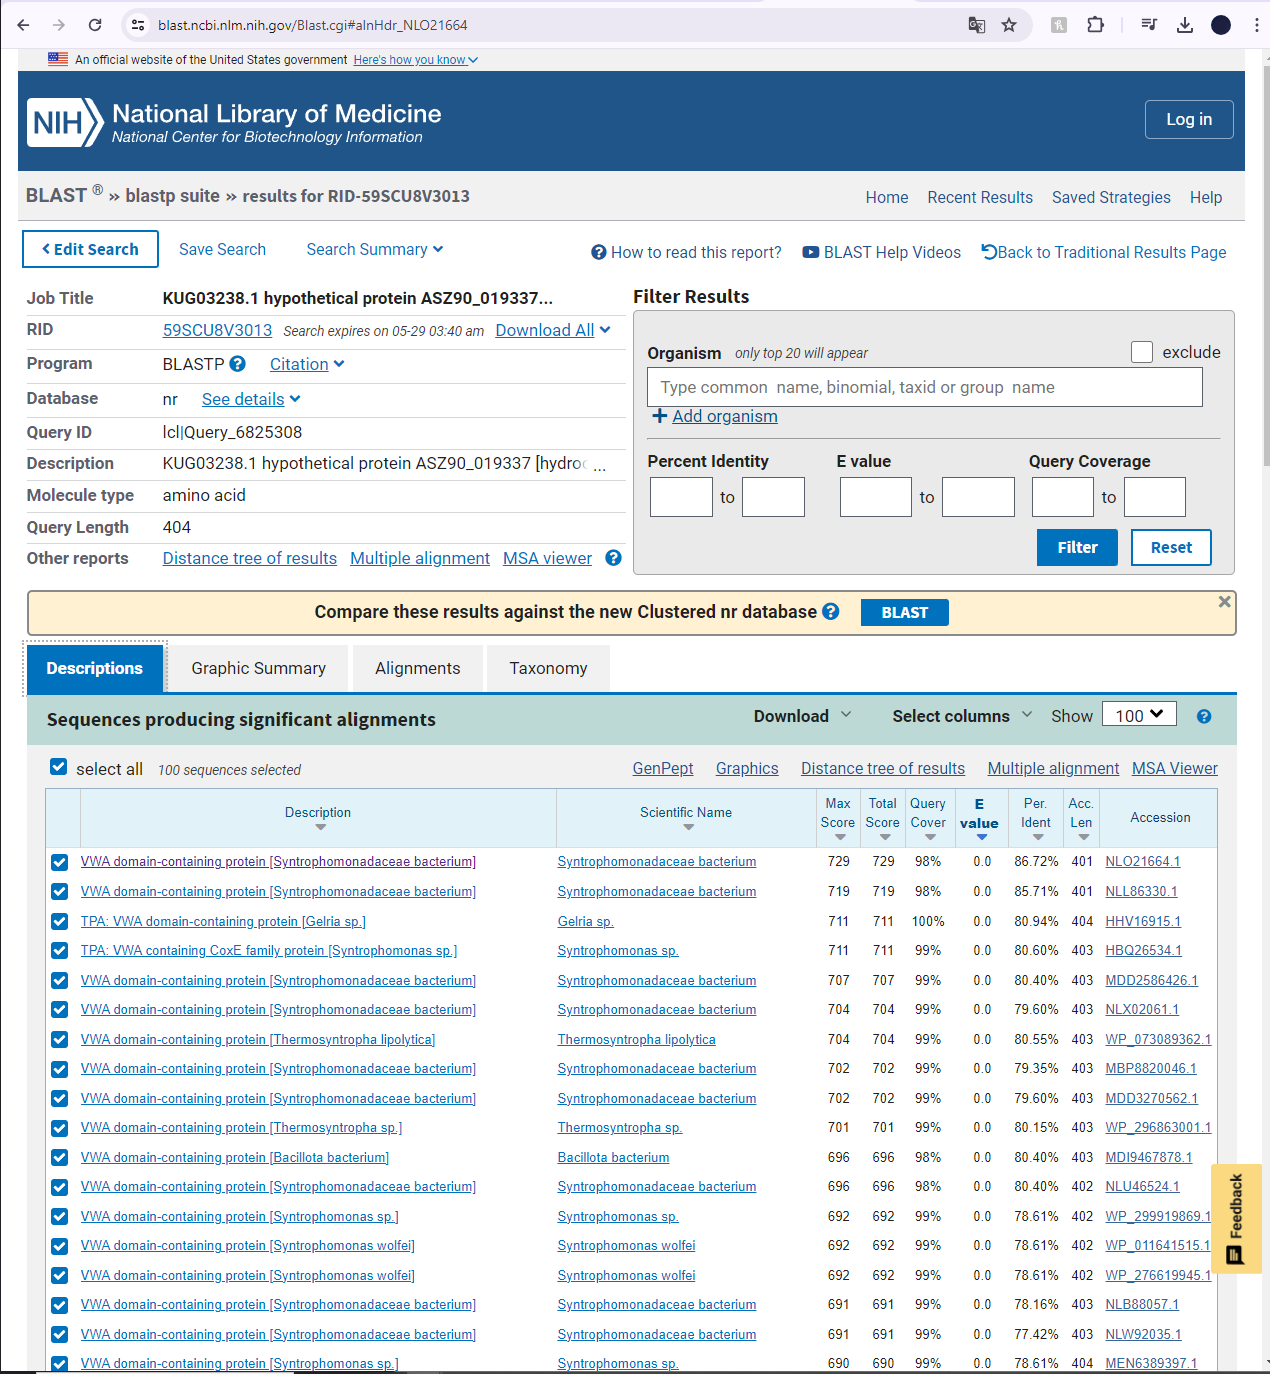 blast.ncbi.nlm.nih.gov/Blast.cgi#alnHdr_NLO21664
An official website of the United States government Here's how you know
NIH National Library of Medicine
National Center for Biotechnology Information
Log in
BLAST ® » blastp suite » results for RID-59SCU8V3013
Home Recent Results Saved Strategies Help
< Edit Search Save Search Search Summary
How to read this report? BLAST Help Videos Back to Traditional Results Page
Job Title KUG03238.1 hypothetical protein ASZ90_019337...
RID 59SCU8V3013 Search expires on 05-29 03:40 am Download All
Program BLASTP Citation
Database nr See details
Query ID lcl|Query_6825308
Description KUG03238.1 hypothetical protein ASZ90_019337 [hydroc ...
Molecule type amino acid
Query Length 404
Other reports Distance tree of results Multiple alignment MSA viewer
Filter Results
Organism only top 20 will appear exclude
Type common name, binomial, taxid or group name
+ Add organism
Percent Identity E value Query Coverage
to to to
Filter Reset
Compare these results against the new Clustered nr database BLAST
Descriptions Graphic Summary Alignments Taxonomy
Sequences producing significant alignments Download Select columns Show 100
select all 100 sequences selected GenPept Graphics Distance tree of results Multiple alignment MSA Viewer
Description Scientific Name Max Score Total Score Query Cover E value Per. Ident Acc. Len Accession
VWA domain-containing protein [Syntrophomonadaceae bacterium] Syntrophomonadaceae bacterium 729 729 98% 0.0 86.72% 401 NLO21664.1
VWA domain-containing protein [Syntrophomonadaceae bacterium] Syntrophomonadaceae bacterium 719 719 98% 0.0 85.71% 401 NLL86330.1
TPA: VWA domain-containing protein [Gelria sp.] Gelria sp. 711 711 100% 0.0 80.94% 404 HHV16915.1
TPA: VWA containing CoxE family protein [Syntrophomonas sp.] Syntrophomonas sp. 711 711 99% 0.0 80.60% 403 HBQ26534.1
VWA domain-containing protein [Syntrophomonadaceae bacterium] Syntrophomonadaceae bacterium 707 707 99% 0.0 80.40% 403 MDD2586426.1
VWA domain-containing protein [Syntrophomonadaceae bacterium] Syntrophomonadaceae bacterium 704 704 99% 0.0 79.60% 403 NLX02061.1
VWA domain-containing protein [Thermosyntropha lipolytica] Thermosyntropha lipolytica 704 704 99% 0.0 80.55% 403 WP_073089362.1
VWA domain-containing protein [Syntrophomonadaceae bacterium] Syntrophomonadaceae bacterium 702 702 99% 0.0 79.35% 403 MBP8820046.1
VWA domain-containing protein [Syntrophomonadaceae bacterium] Syntrophomonadaceae bacterium 702 702 99% 0.0 79.60% 403 MDD3270562.1
VWA domain-containing protein [Thermosyntropha sp.] Thermosyntropha sp. 701 701 99% 0.0 80.15% 403 WP_296863001.1
VWA domain-containing protein [Bacillota bacterium] Bacillota bacterium 696 696 98% 0.0 80.40% 403 MDI9467878.1
VWA domain-containing protein [Syntrophomonadaceae bacterium] Syntrophomonadaceae bacterium 696 696 98% 0.0 80.40% 402 NLU46524.1
VWA domain-containing protein [Syntrophomonas sp.] Syntrophomonas sp. 692 692 99% 0.0 78.61% 402 WP_299919869.1
VWA domain-containing protein [Syntrophomonas wolfei] Syntrophomonas wolfei 692 692 99% 0.0 78.61% 402 WP_011641515.1
VWA domain-containing protein [Syntrophomonas wolfei] Syntrophomonas wolfei 692 692 99% 0.0 78.61% 402 WP_276619945.1
VWA domain-containing protein [Syntrophomonadaceae bacterium] Syntrophomonadaceae bacterium 691 691 99% 0.0 78.16% 403 NLB88057.1
VWA domain-containing protein [Syntrophomonadaceae bacterium] Syntrophomonadaceae bacterium 691 691 99% 0.0 77.42% 403 NLW92035.1
VWA domain-containing protein [Syntrophomonas sp.] Syntrophomonas sp. 690 690 99% 0.0 78.61% 404 MEN6389397.1
Feedback